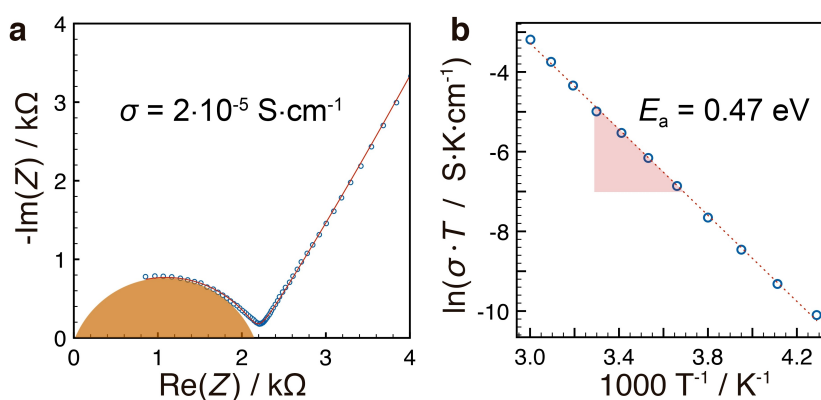 a
4
3
2
1
0
0
1
2
3
4
-Im(Z) / kΩ
Re(Z) / kΩ
σ = 2·10⁻⁵ S·cm⁻¹
b
-4
-6
-8
-10
3.0
3.4
3.8
4.2
ln(σ·T / S·K·cm⁻¹)
1000 T⁻¹ / K⁻¹
Eₐ = 0.47 eV